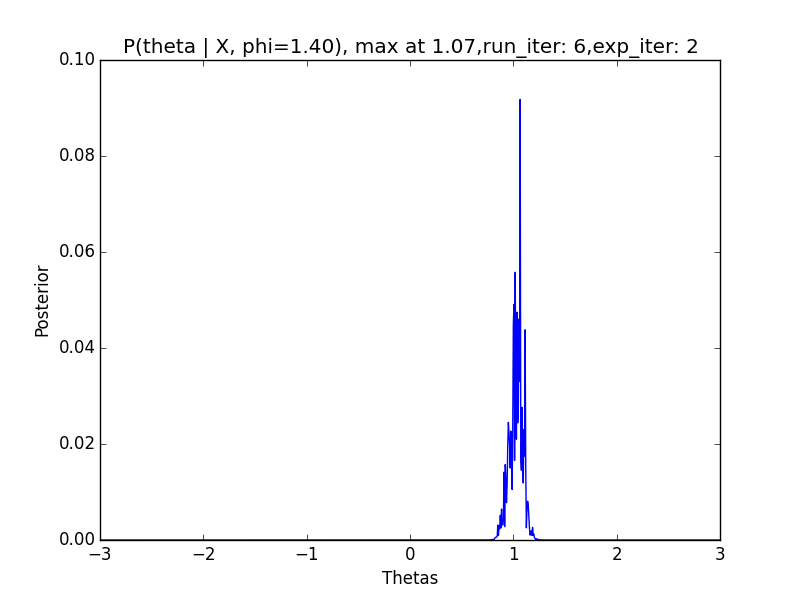 P(theta | X, phi=1.40), max at 1.07,run_iter: 6,exp_iter: 2
0.10
0.08
0.06
0.04
0.02
0.00
Posterior
−3 −2 −1 0 1 2 3
Thetas